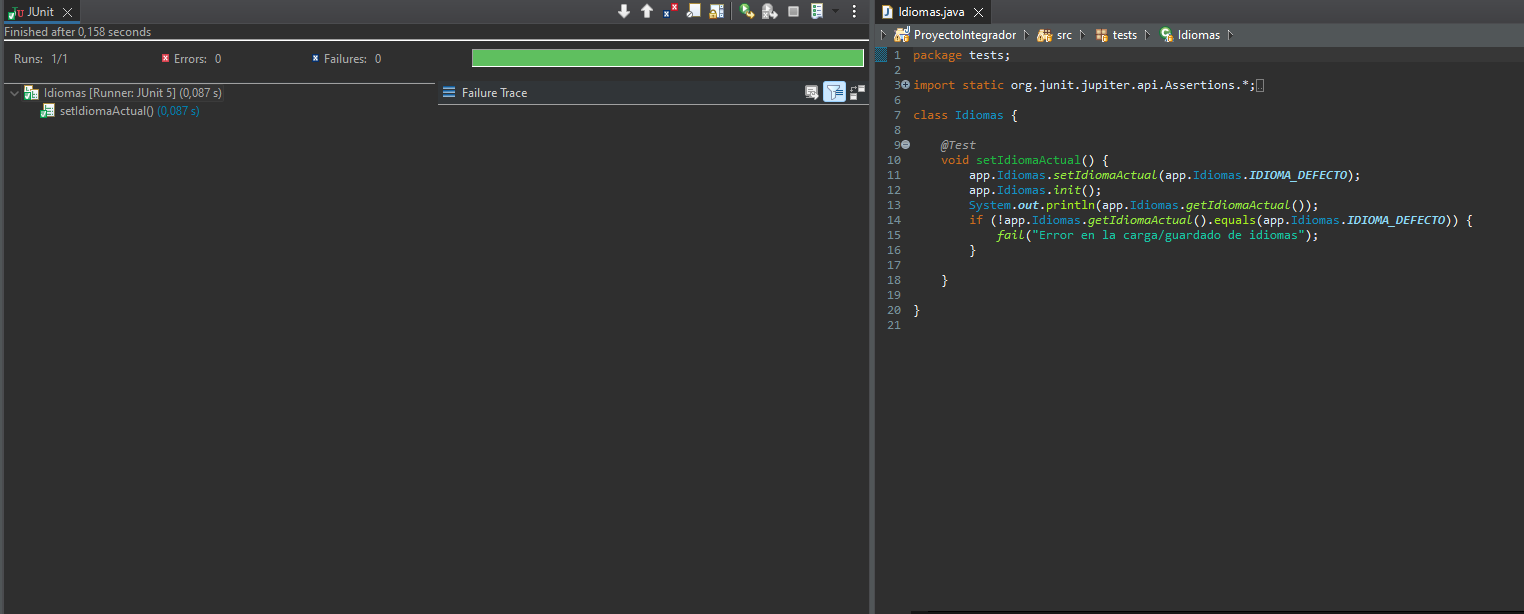 JUnit
Finished after 0,158 seconds
Runs: 1/1 Errors: 0 Failures: 0
Idiomas [Runner: JUnit 5] (0,087 s)
setIdiomaActual() (0,087 s)
Failure Trace
Idiomas.java
ProyectoIntegrador src tests Idiomas
1 package tests;
2
3 import static org.junit.jupiter.api.Assertions.*;
6
7 class Idiomas {
8
9 @Test
10 void setIdiomaActual() {
11 app.Idiomas.setIdiomaActual(app.Idiomas.IDIOMA_DEFECTO);
12 app.Idiomas.init();
13 System.out.println(app.Idiomas.getIdiomaActual());
14 if (!app.Idiomas.getIdiomaActual().equals(app.Idiomas.IDIOMA_DEFECTO)) {
15 fail("Error en la carga/guardado de idiomas");
16 }
17
18 }
19
20 }
21